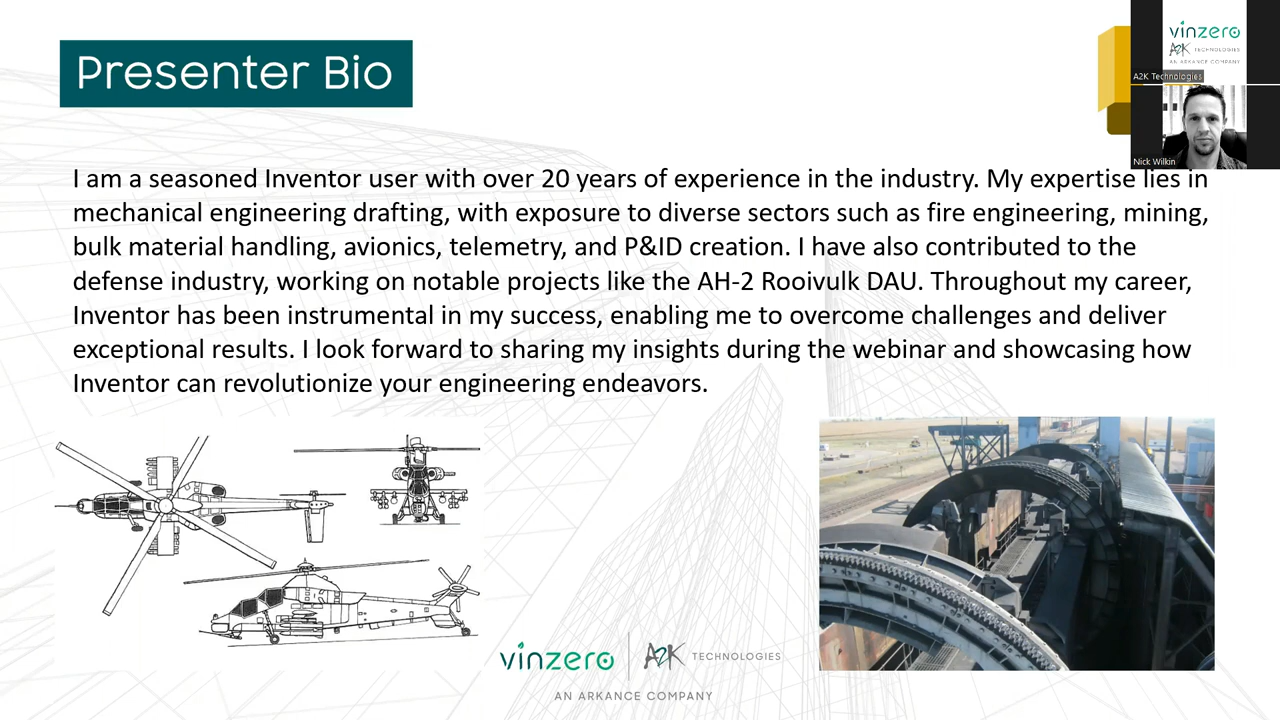 Presenter Bio
vinzero
A2K TECHNOLOGIES
AN ARKANCE COMPANY
A2K Technologies
Nick Wilkin
I am a seasoned Inventor user with over 20 years of experience in the industry. My expertise lies in
mechanical engineering drafting, with exposure to diverse sectors such as fire engineering, mining,
bulk material handling, avionics, telemetry, and P&ID creation. I have also contributed to the
defense industry, working on notable projects like the AH-2 Rooivulk DAU. Throughout my career,
Inventor has been instrumental in my success, enabling me to overcome challenges and deliver
exceptional results. I look forward to sharing my insights during the webinar and showcasing how
Inventor can revolutionize your engineering endeavors.
vinzero A2K TECHNOLOGIES
AN ARKANCE COMPANY